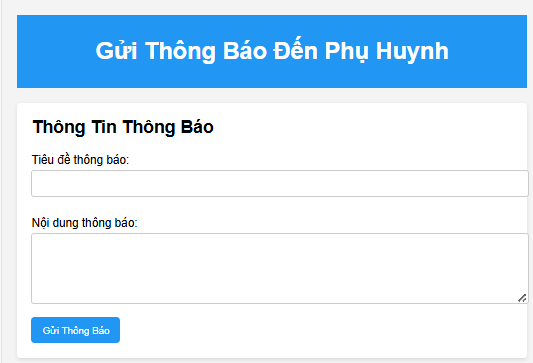 Gửi Thông Báo Đến Phụ Huynh
Thông Tin Thông Báo
Tiêu đề thông báo:
Nội dung thông báo:
Gửi Thông Báo